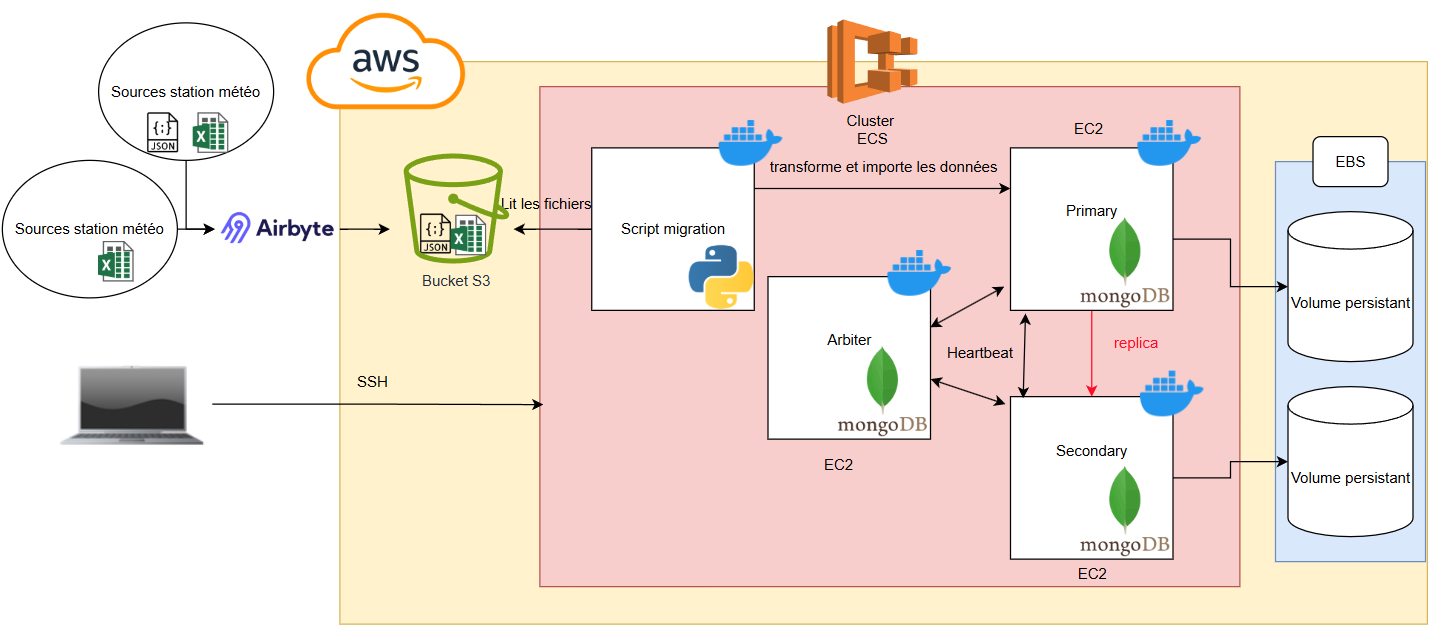 aws
Sources station météo
{;}
JSON
X
Sources station météo
X
Airbyte
Lit les fichiers
{;}
JSON
X
Bucket S3
SSH
Cluster
ECS
Script migration
transforme et importe les données
EC2
Primary
mongoDB
Arbiter
mongoDB
EC2
Heartbeat
replica
Secondary
mongoDB
EC2
EBS
Volume persistant
Volume persistant